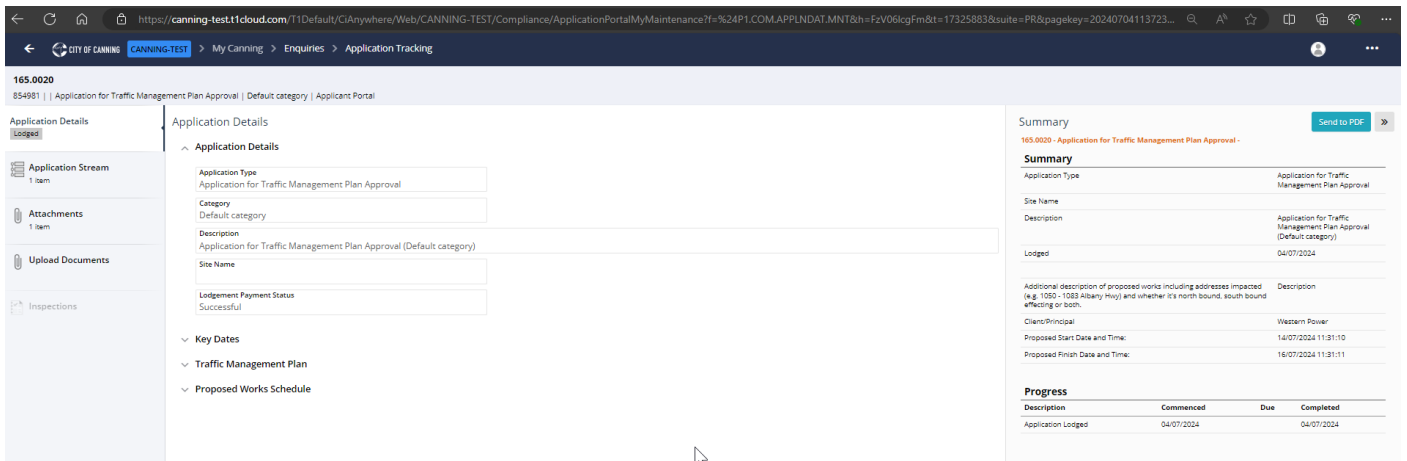 https://canning-test.t1cloud.com/T1Default/CiAnywhere/Web/CANNING-TEST/Compliance/ApplicationPortalMyMaintenance?f=%24P1.COM.APPLNDAT.MNT&h=FzV06lcgFm&t=17325883&suite=PR&pagekey=20240704113723...
CITY OF CANNING CANNING-TEST > My Canning > Enquiries > Application Tracking
165.0020
854981 | | Application for Traffic Management Plan Approval | Default category | Applicant Portal
Application Details
Lodged
Application Stream
1 item
Attachments
1 item
Upload Documents
Inspections
Application Details
Application Details
Application Type
Application for Traffic Management Plan Approval
Category
Default category
Description
Application for Traffic Management Plan Approval (Default category)
Site Name
Lodgement Payment Status
Successful
Key Dates
Traffic Management Plan
Proposed Works Schedule
Summary
Send to PDF
165.0020 - Application for Traffic Management Plan Approval -
Summary
Application Type Application for Traffic
Management Plan Approval
Site Name
Description Application for Traffic
Management Plan Approval
(Default category)
Lodged 04/07/2024
Additional description of proposed works including addresses impacted Description
(e.g. 1050 - 1083 Albany Hwy) and whether it's north bound, south bound
effecting or both.
Client/Principal Western Power
Proposed Start Date and Time: 14/07/2024 11:31:10
Proposed Finish Date and Time: 16/07/2024 11:31:11
Progress
Description Commenced Due Completed
Application Lodged 04/07/2024 04/07/2024